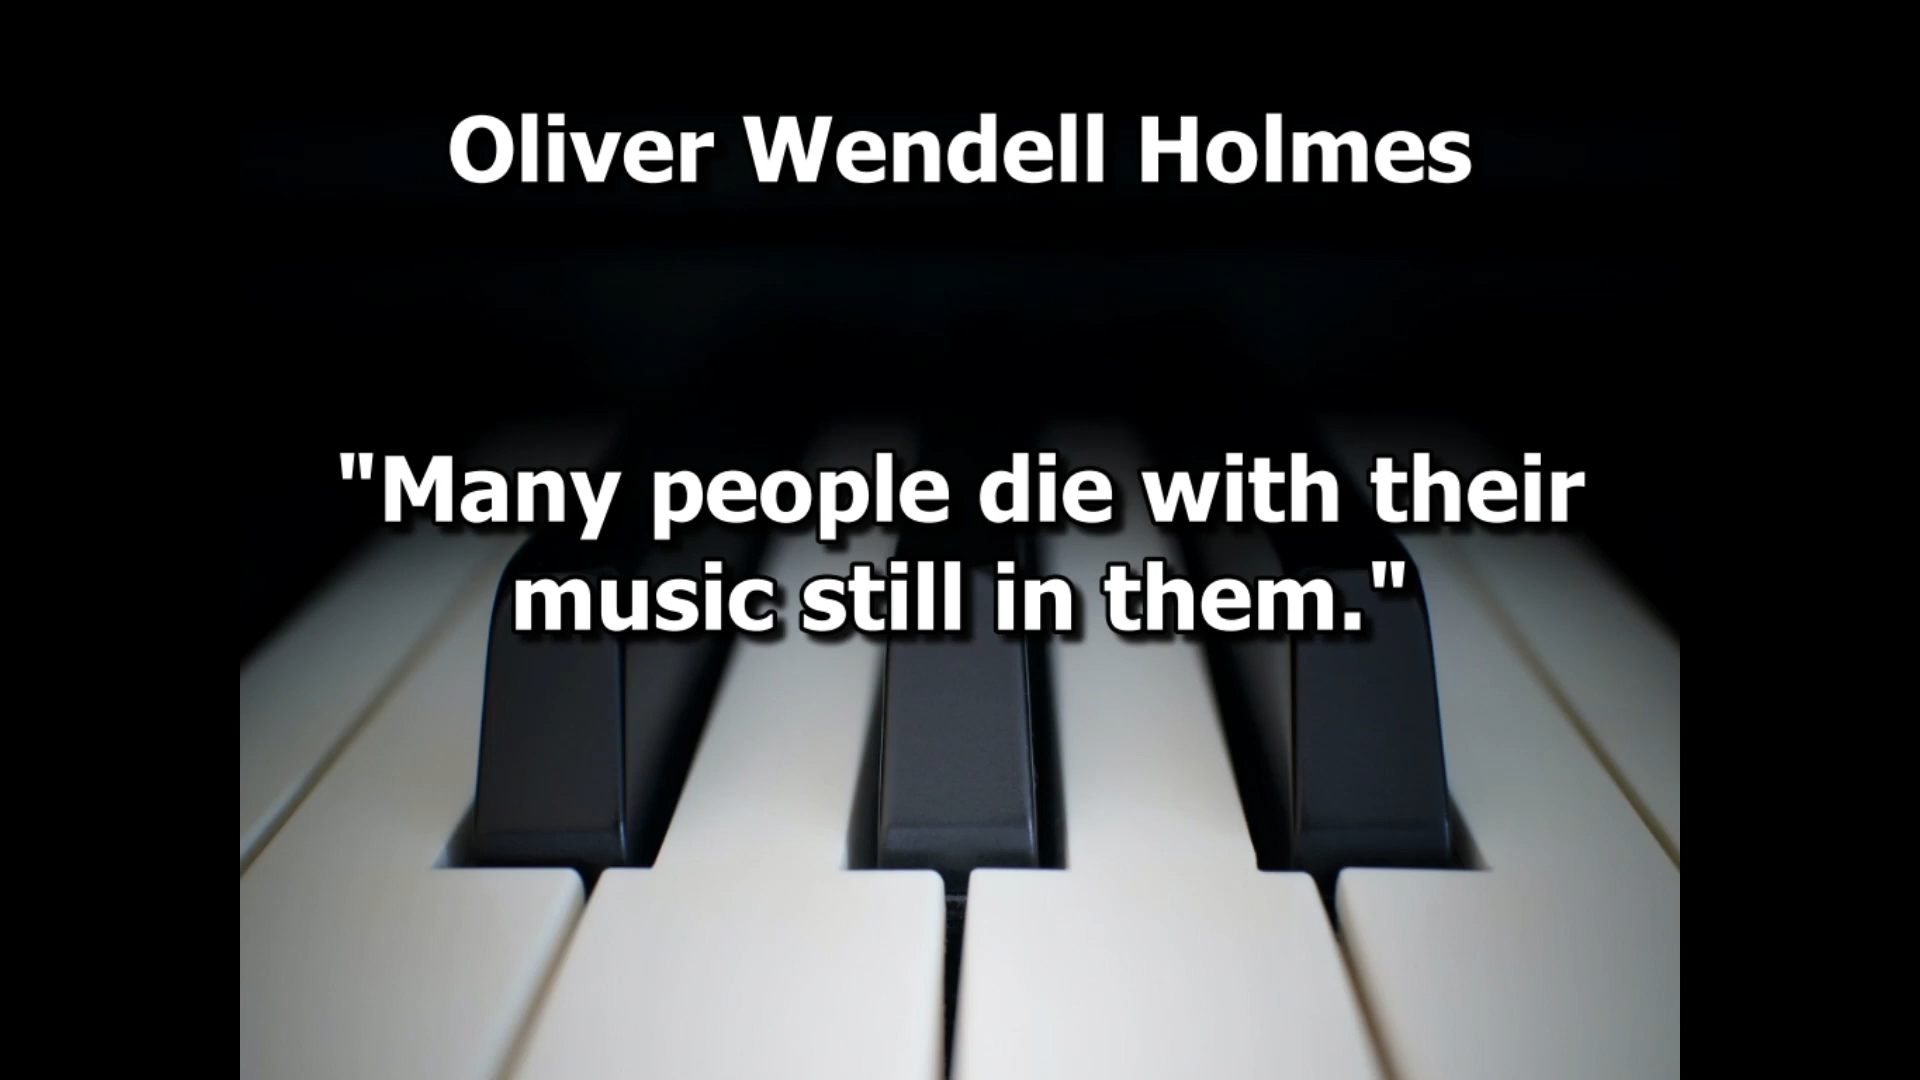 Oliver Wendell Holmes
"Many people die with their
music still in them."